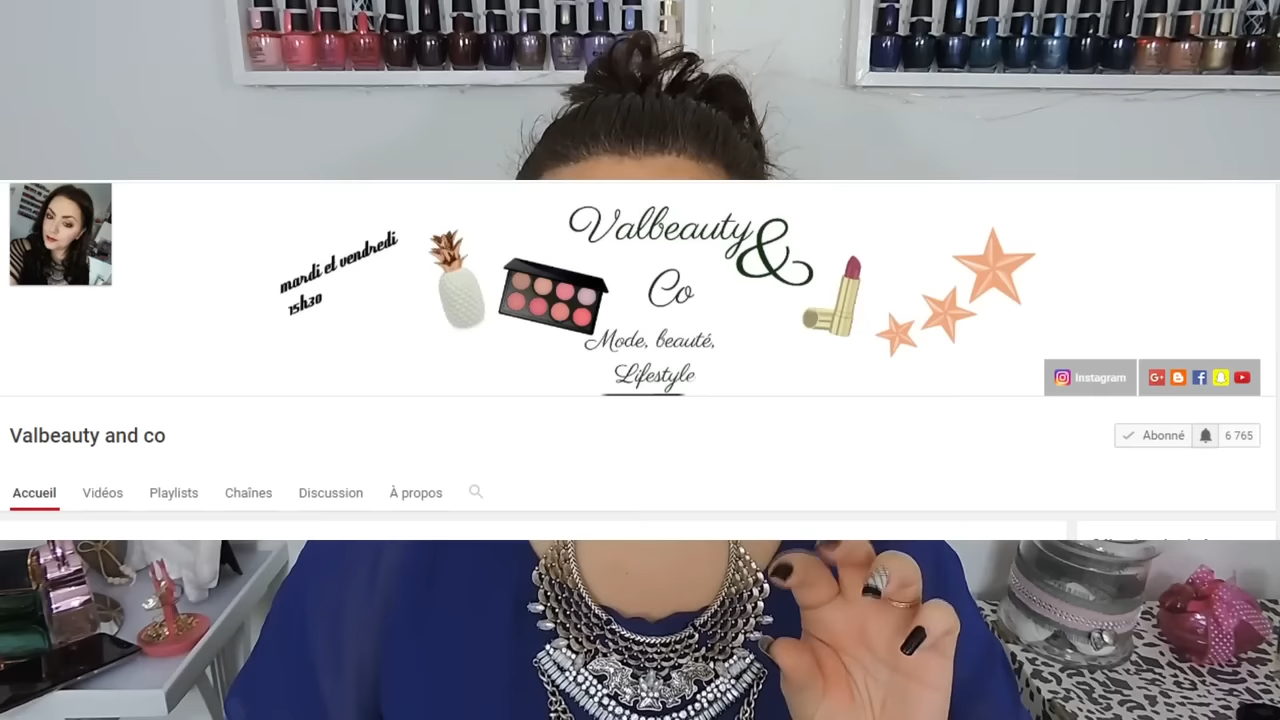 mardi et vendredi
15h30
Valbeauty &
Co
Mode, beauté,
Lifestyle
Instagram
Valbeauty and co
Abonné 6 765
Accueil Vidéos Playlists Chaînes Discussion À propos